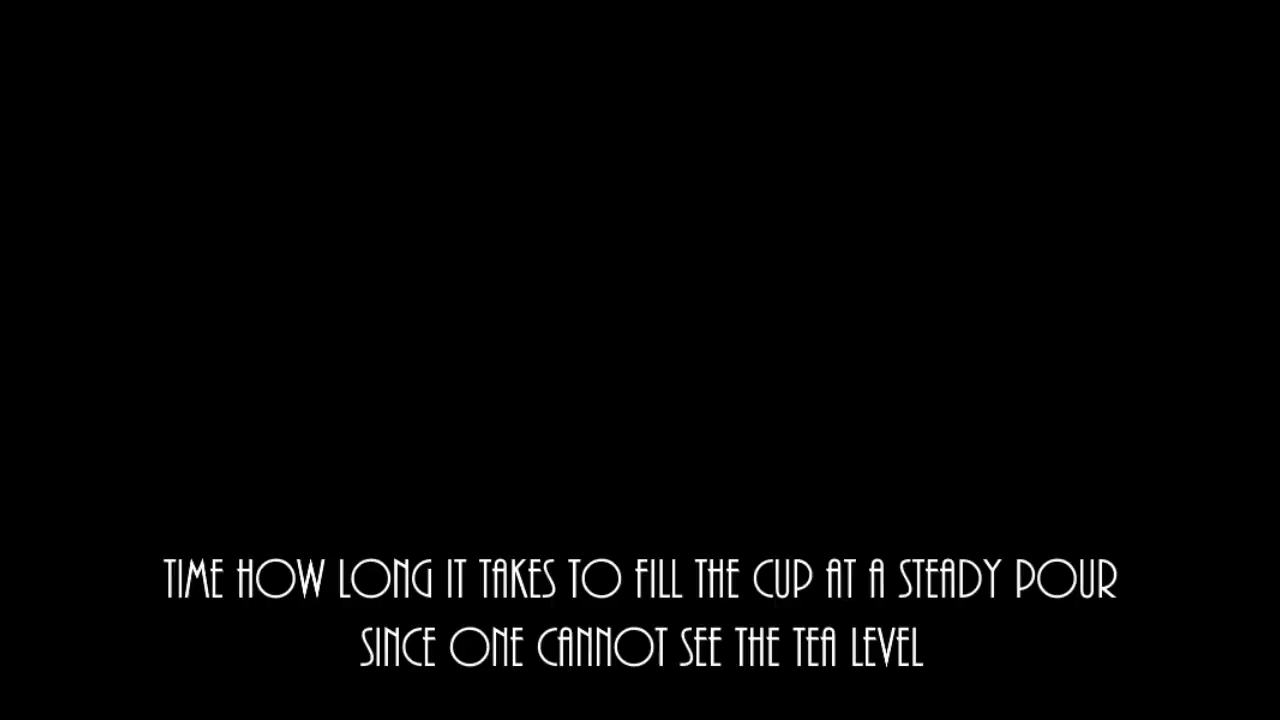 TIME HOW LONG IT TAKES TO FILL THE CUP AT A STEADY POUR
SINCE ONE CANNOT SEE THE TEA LEVEL